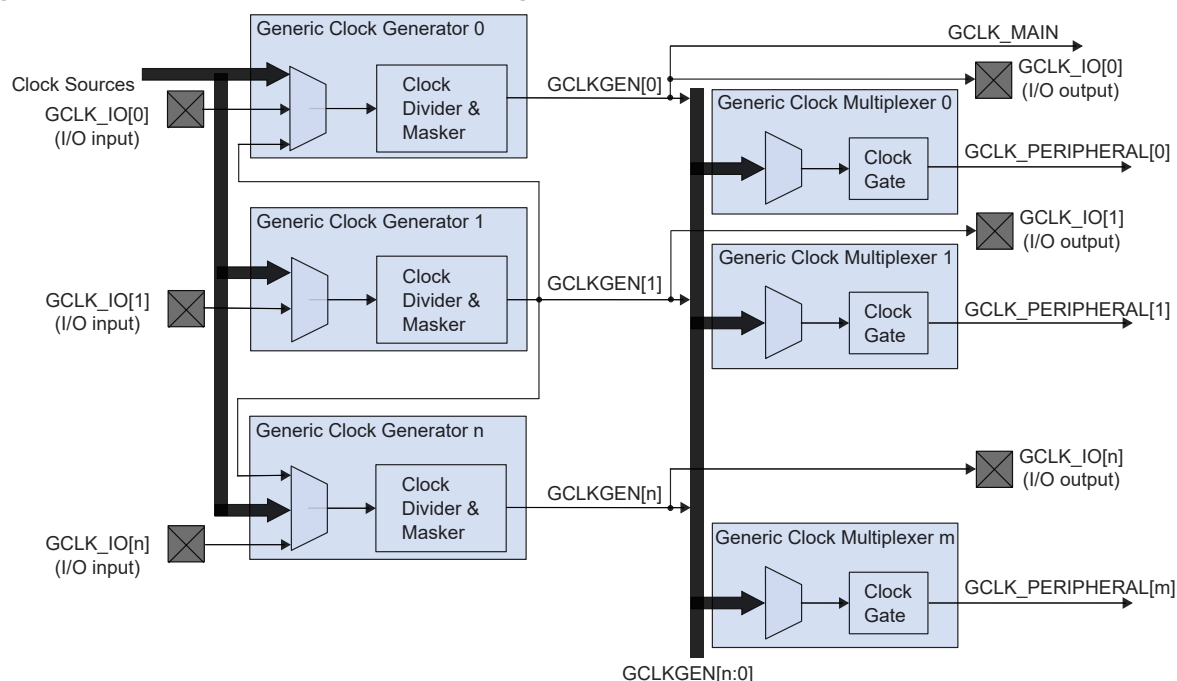 Generic Clock Generator 0
Clock Sources
GCLK_IO[0]
(I/O input)
Clock
Divider &
Masker
GCLKGEN[0]
GCLK_MAIN
GCLK_IO[0]
(I/O output)
Generic Clock Multiplexer 0
Clock
Gate
GCLK_PERIPHERAL[0]
Generic Clock Generator 1
GCLK_IO[1]
(I/O input)
Clock
Divider &
Masker
GCLKGEN[1]
GCLK_IO[1]
(I/O output)
Generic Clock Multiplexer 1
Clock
Gate
GCLK_PERIPHERAL[1]
Generic Clock Generator n
GCLK_IO[n]
(I/O input)
Clock
Divider &
Masker
GCLKGEN[n]
GCLK_IO[n]
(I/O output)
Generic Clock Multiplexer m
Clock
Gate
GCLK_PERIPHERAL[m]
GCLKGEN[n:0]